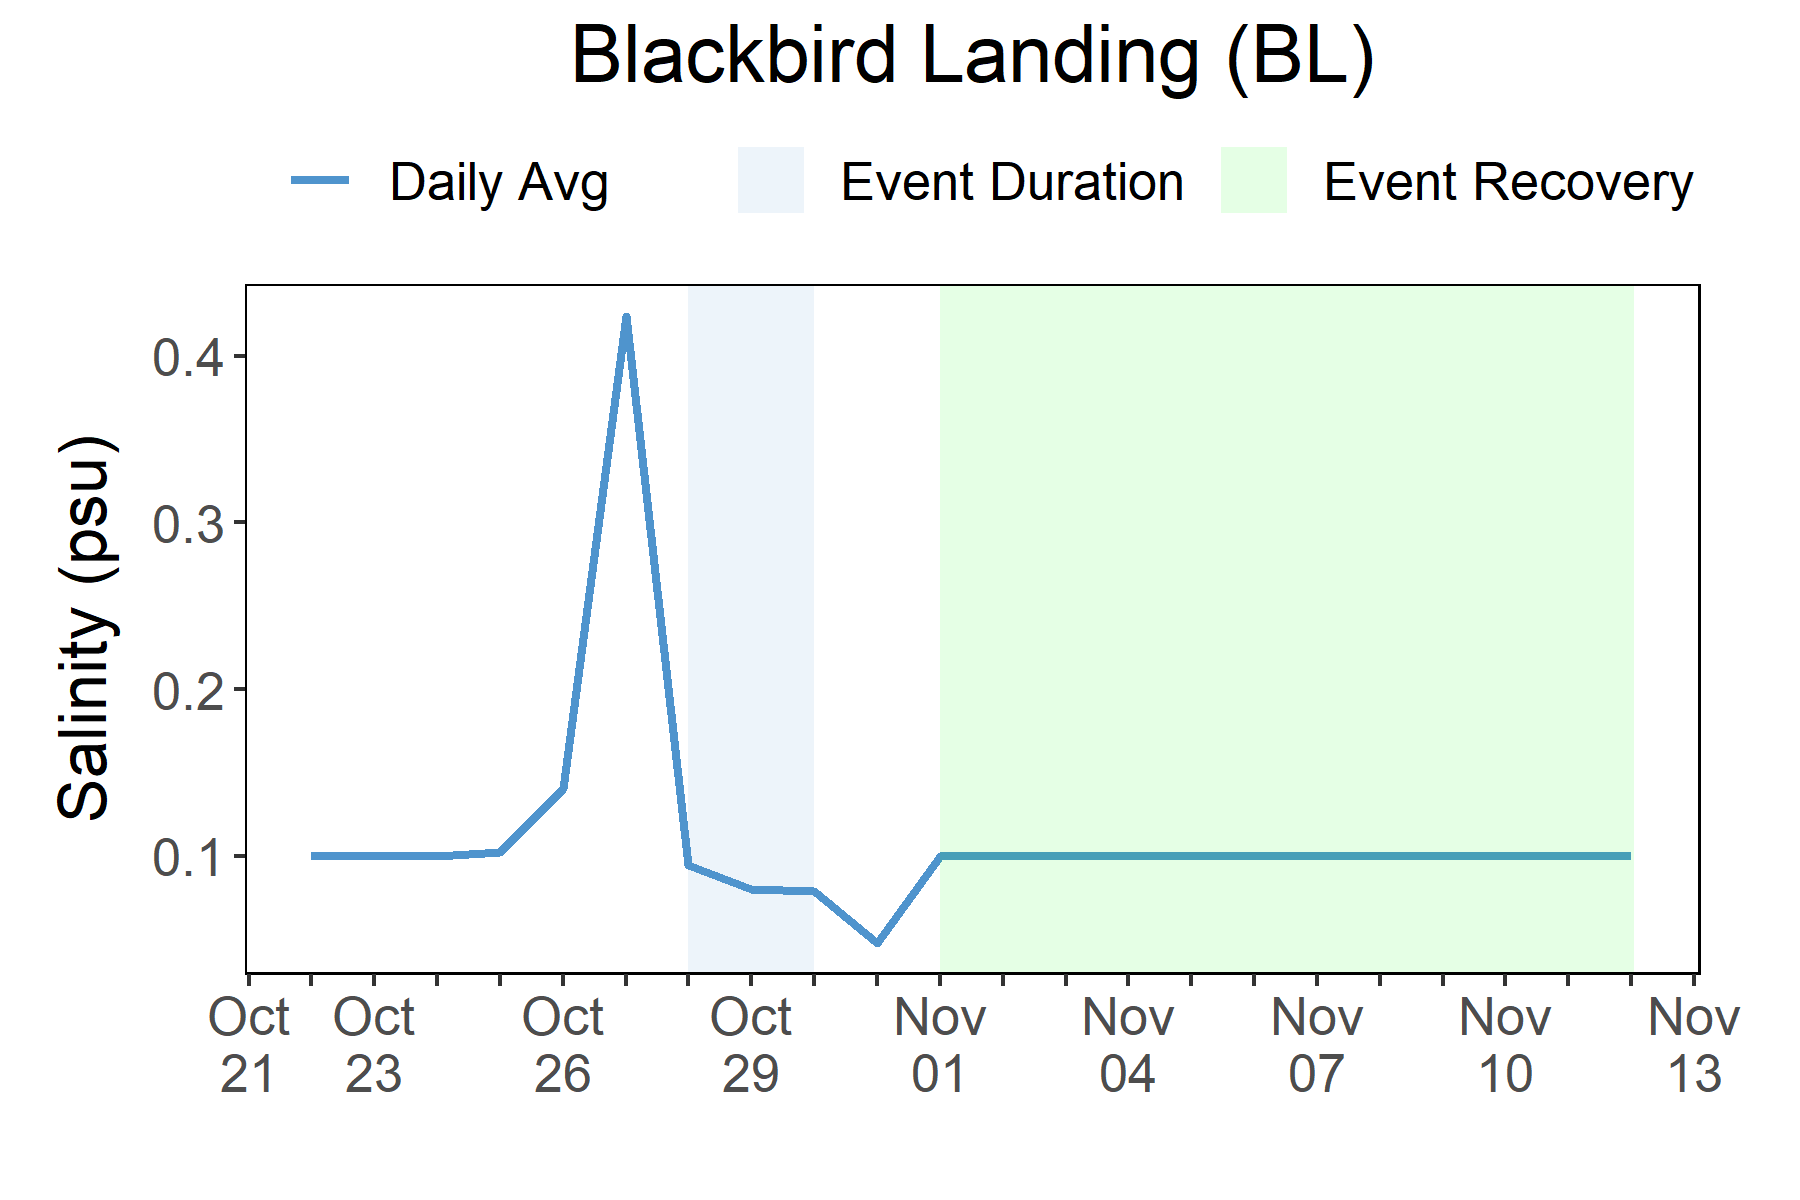 Blackbird Landing (BL)
Daily Avg
Event Duration
Event Recovery
Salinity (psu)
0.4
0.3
0.2
0.1
Oct 21
Oct 23
Oct 26
Oct 29
Nov 01
Nov 04
Nov 07
Nov 10
Nov 13